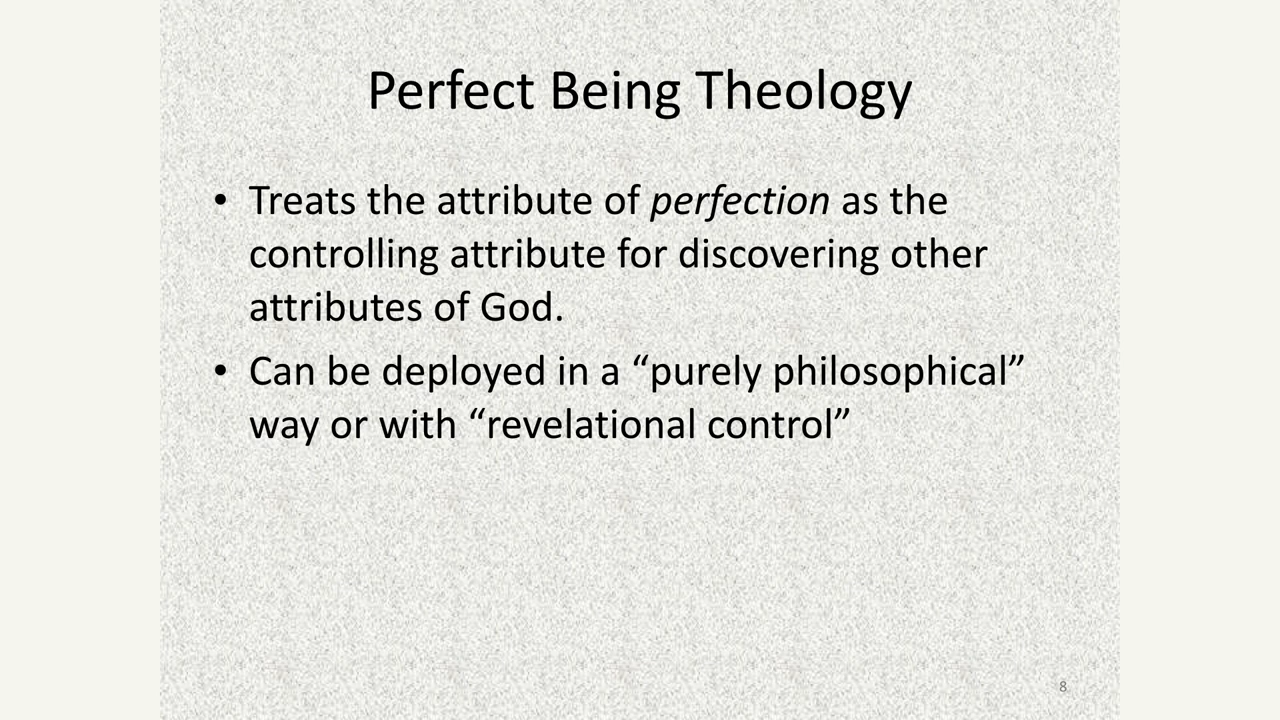 Perfect Being Theology
• Treats the attribute of perfection as the
controlling attribute for discovering other
attributes of God.
• Can be deployed in a “purely philosophical”
way or with “revelational control”
8